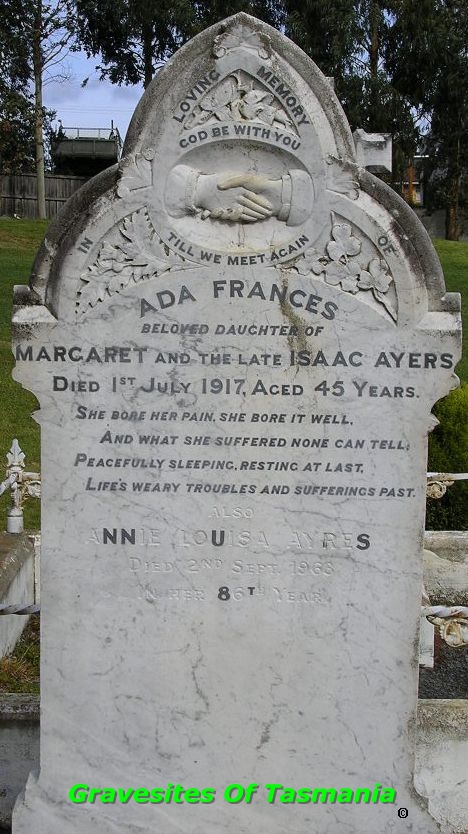 IN LOVING MEMORY OF
GOD BE WITH YOU
TILL WE MEET AGAIN
ADA FRANCES
BELOVED DAUGHTER OF
MARGARET AND THE LATE ISAAC AYERS
DIED 1ST JULY 1917, AGED 45 YEARS.
SHE BORE HER PAIN, SHE BORE IT WELL,
AND WHAT SHE SUFFERED NONE CAN TELL;
PEACEFULLY SLEEPING, RESTING AT LAST,
LIFE'S WEARY TROUBLES AND SUFFERINGS PAST.
ALSO
ANNIE LOUISA AYRES
DIED 2ND SEPT. 1963
IN HER 86TH YEAR.
Gravesites Of Tasmania
©